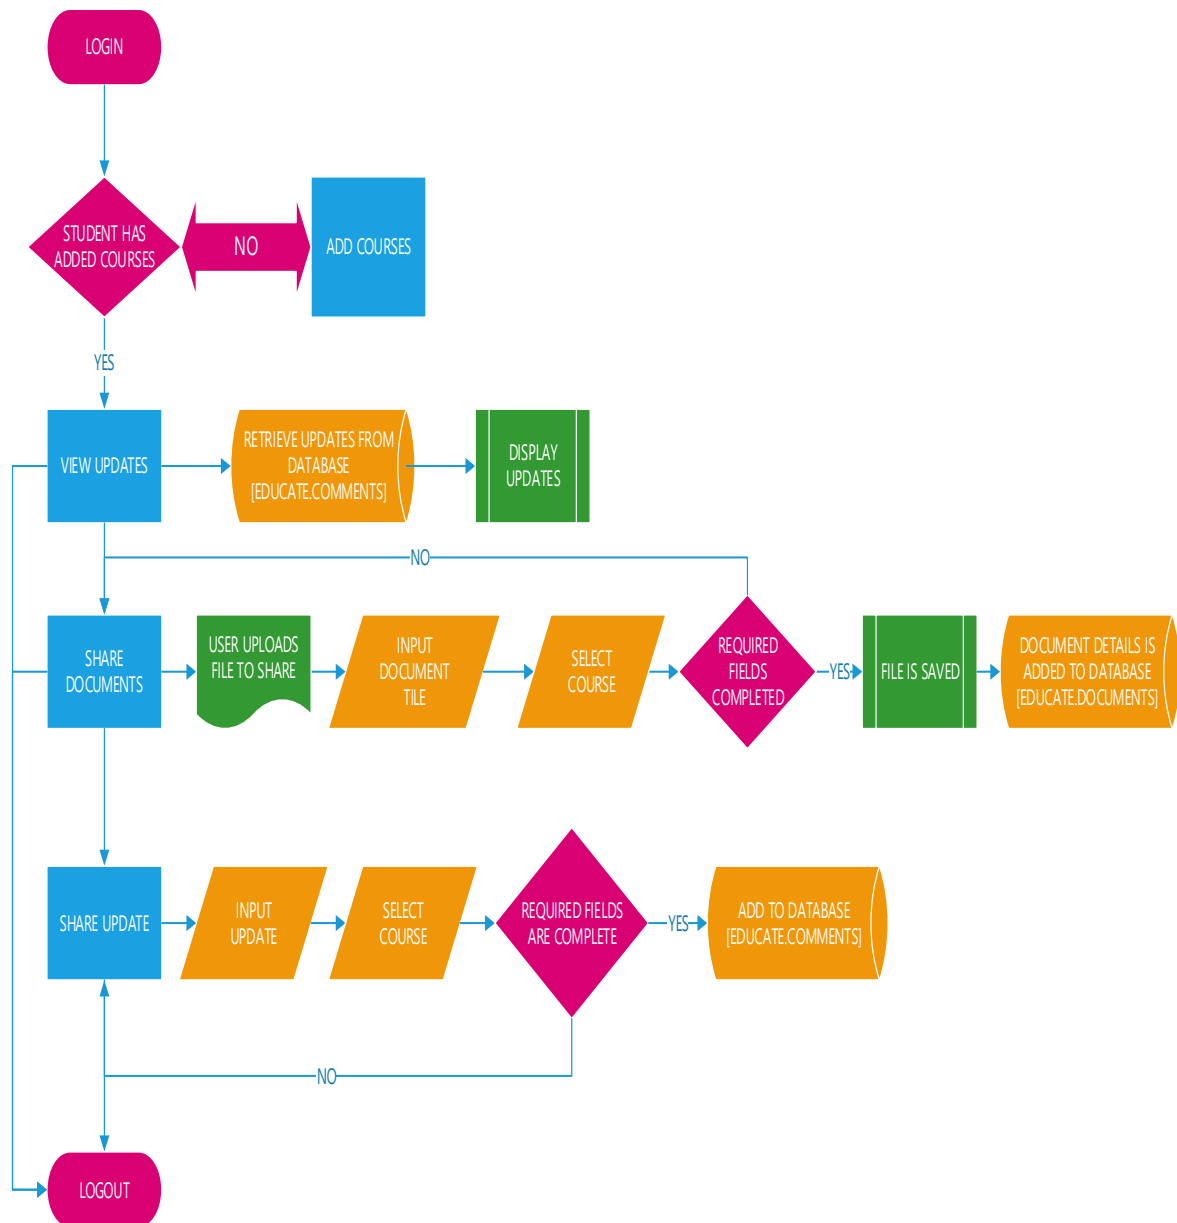 LOGIN
STUDENT HAS
ADDED COURSES
NO
ADD COURSES
YES
VIEW UPDATES
RETRIEVE UPDATES FROM
DATABASE
[EDUCATE.COMMENTS]
DISPLAY
UPDATES
NO
SHARE
DOCUMENTS
USER UPLOADS
FILE TO SHARE
INPUT
DOCUMENT
TILE
SELECT
COURSE
REQUIRED
FIELDS
COMPLETED
YES
FILE IS SAVED
DOCUMENT DETAILS IS
ADDED TO DATABASE
[EDUCATE.DOCUMENTS]
SHARE UPDATE
INPUT
UPDATE
SELECT
COURSE
REQUIRED FIELDS
ARE COMPLETE
YES
ADD TO DATABASE
[EDUCATE.COMMENTS]
NO
LOGOUT